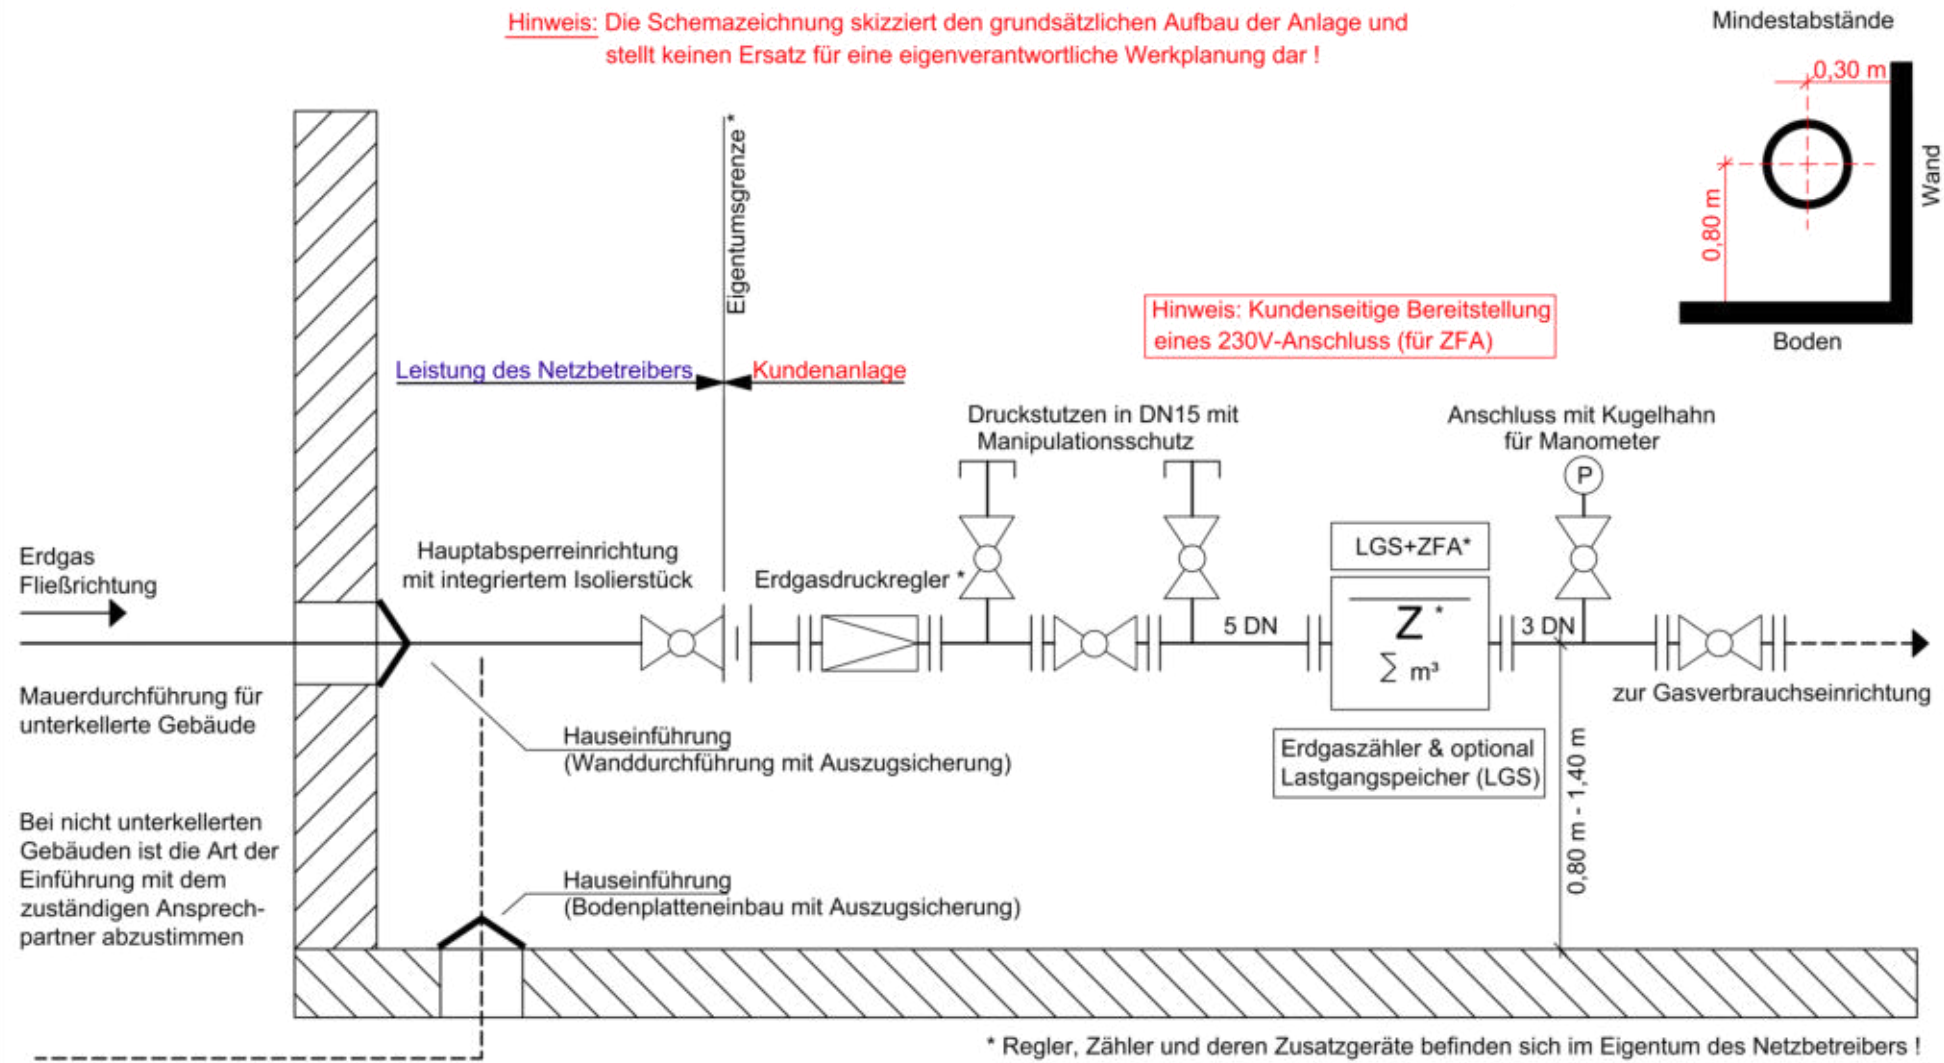 Hinweis: Die Schemazeichnung skizziert den grundsätzlichen Aufbau der Anlage und
stellt keinen Ersatz für eine eigenverantwortliche Werkplanung dar !
Mindestabstände
0,30 m
0,80 m
Wand
Boden
Eigentumsgrenze *
Hinweis: Kundenseitige Bereitstellung
eines 230V-Anschluss (für ZFA)
Leistung des Netzbetreibers
Kundenanlage
Druckstutzen in DN15 mit
Manipulationsschutz
Anschluss mit Kugelhahn
für Manometer
P
Erdgas
Fließrichtung
Hauptabsperreinrichtung
mit integriertem Isolierstück
Erdgasdruckregler *
LGS+ZFA*
5 DN
Z *
∑ m³
3 DN
Mauerdurchführung für
unterkellerte Gebäude
zur Gasverbrauchseinrichtung
Hauseinführung
(Wanddurchführung mit Auszugsicherung)
Erdgaszähler & optional
Lastgangspeicher (LGS)
0,80 m - 1,40 m
Bei nicht unterkellerten
Gebäuden ist die Art der
Einführung mit dem
zuständigen Ansprech-
partner abzustimmen
Hauseinführung
(Bodenplatteneinbau mit Auszugsicherung)
* Regler, Zähler und deren Zusatzgeräte befinden sich im Eigentum des Netzbetreibers !